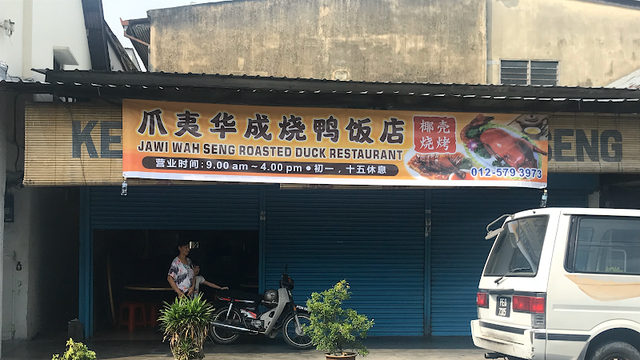 爪夷华成烧鸭饭店
JAWI WAH SENG ROASTED DUCK RESTAURANT
营业时间:9.00 am ~ 4.00 pm ● 初一,十五休息
椰壳
烧烤
012-579 3973
KE
ENG